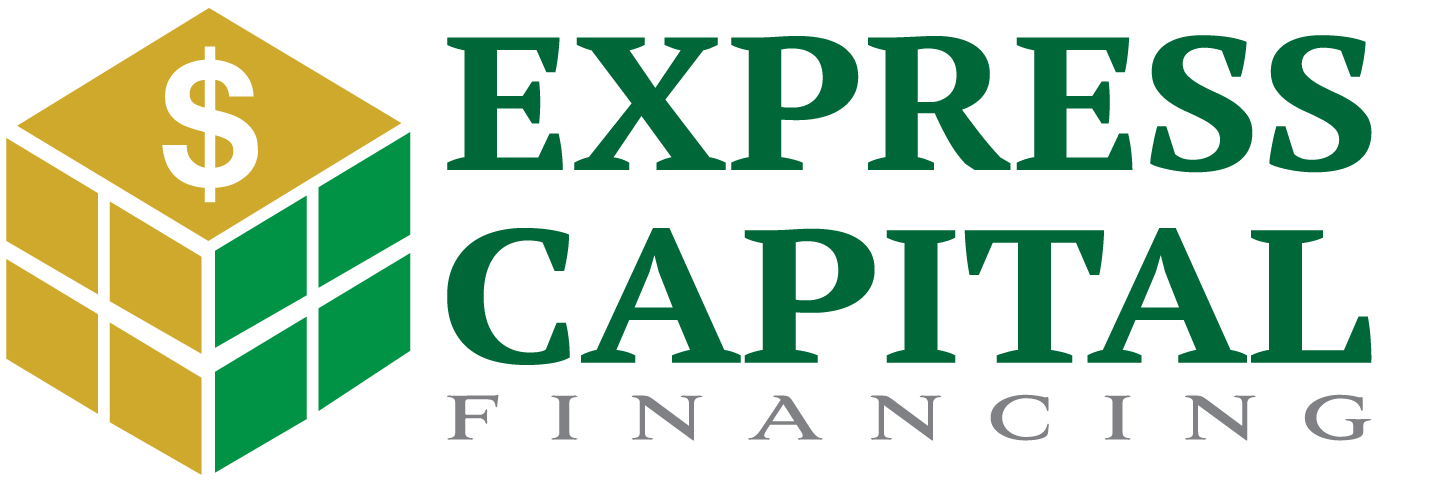 $
EXPRESS
CAPITAL
FINANCING